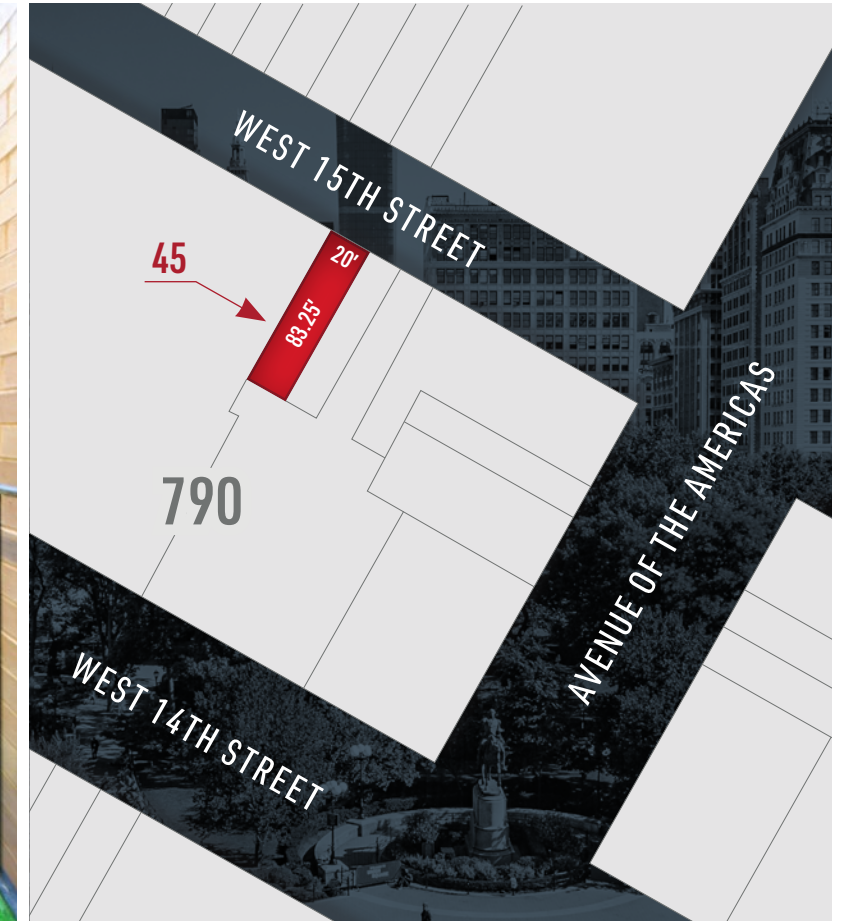 WEST 15TH STREET
20'
45
83.25'
790
AVENUE OF THE AMERICAS
WEST 14TH STREET